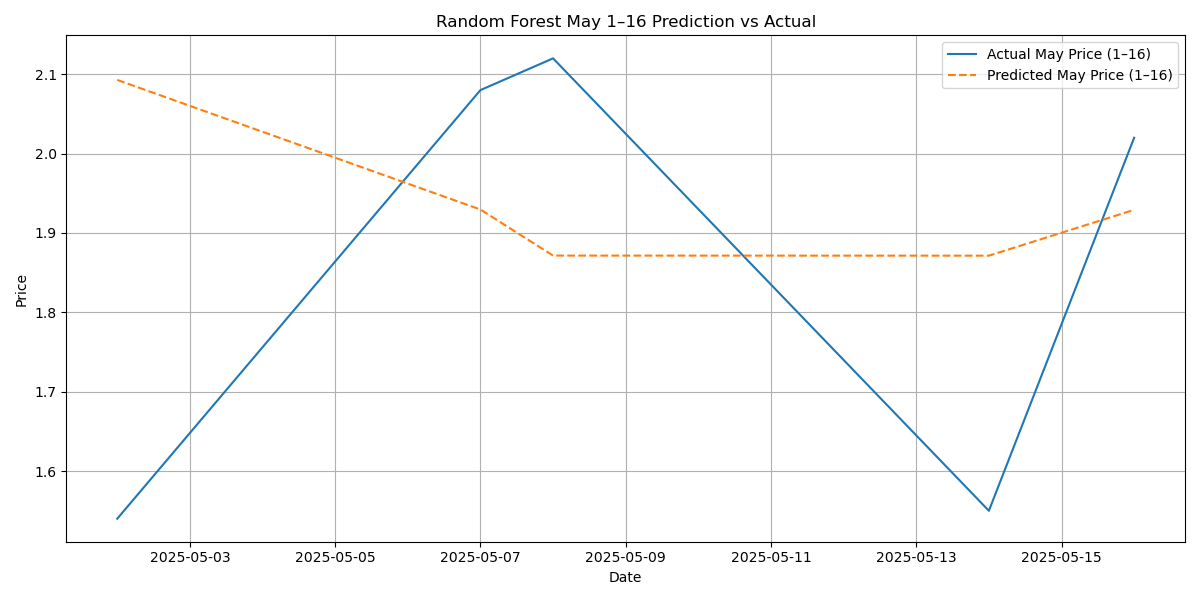 Random Forest May 1–16 Prediction vs Actual
Actual May Price (1–16)
Predicted May Price (1–16)
Price
2.1
2.0
1.9
1.8
1.7
1.6
2025-05-03 2025-05-05 2025-05-07 2025-05-09 2025-05-11 2025-05-13 2025-05-15
Date